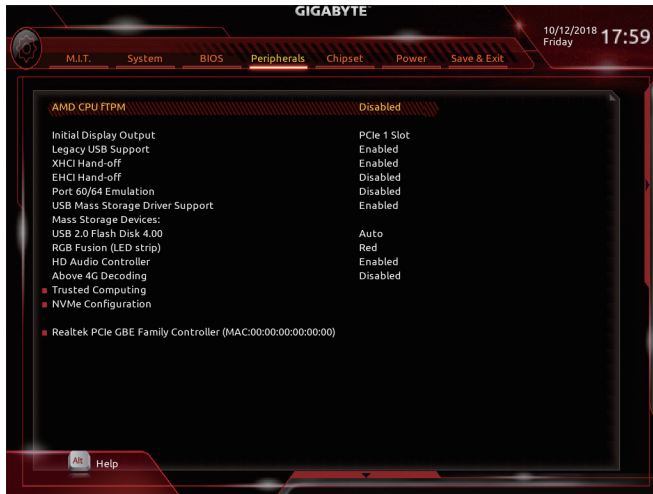 GIGABYTE™
10/12/2018 17:59
Friday
M.I.T. System BIOS Peripherals Chipset Power Save & Exit
AMD CPU fTPM Disabled
Initial Display Output PCIe 1 Slot
Legacy USB Support Enabled
XHCI Hand-off Enabled
EHCI Hand-off Disabled
Port 60/64 Emulation Disabled
USB Mass Storage Driver Support Enabled
Mass Storage Devices:
USB 2.0 Flash Disk 4.00 Auto
RGB Fusion (LED strip) Red
HD Audio Controller Enabled
Above 4G Decoding Disabled
Trusted Computing
NVMe Configuration
Realtek PCIe GBE Family Controller (MAC:00:00:00:00:00:00)
Alt Help